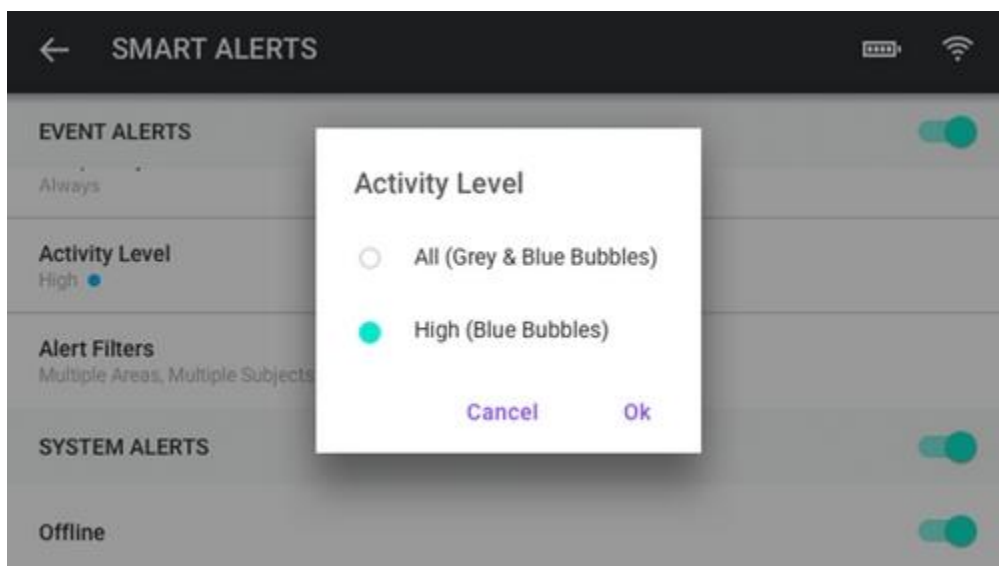 SMART ALERTS
EVENT ALERTS
Always
Activity Level
High
Alert Filters
Multiple Areas, Multiple Subjects
SYSTEM ALERTS
Offline
Activity Level
All (Grey & Blue Bubbles)
High (Blue Bubbles)
Cancel Ok